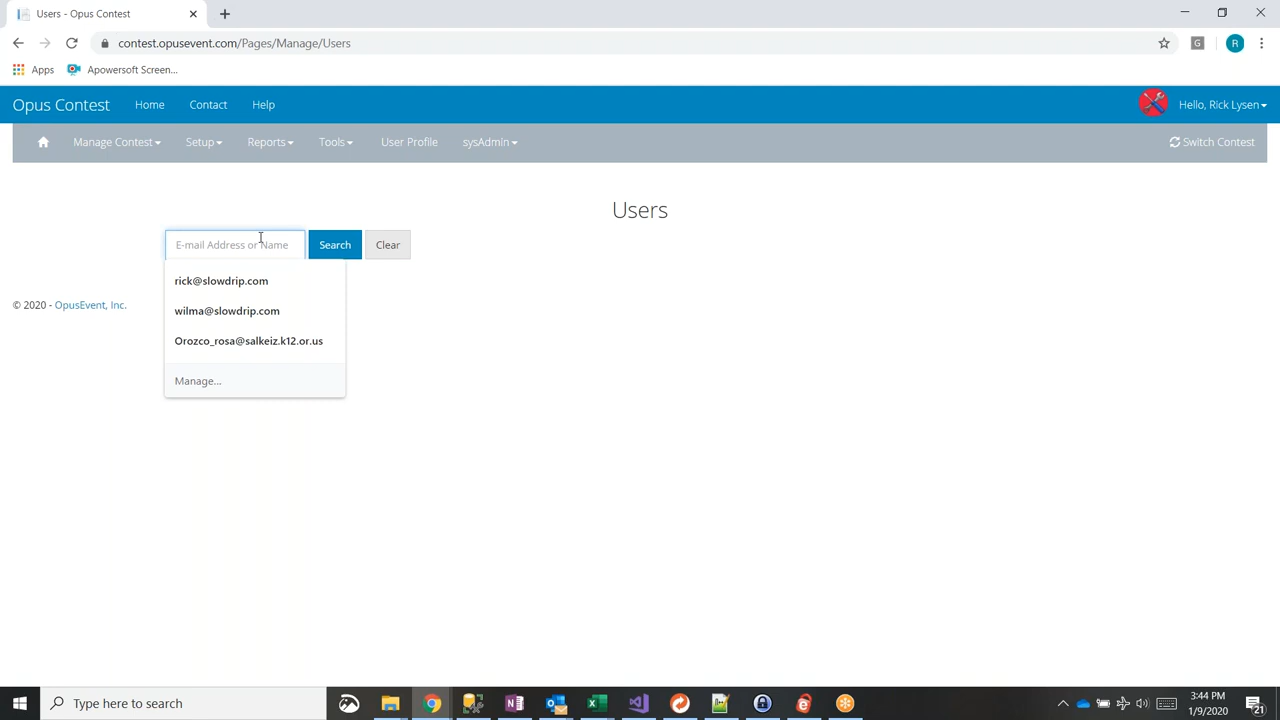 Users - Opus Contest
contest.opusevent.com/Pages/Manage/Users
G
R
Apps
Apowersoft Screen...
Opus Contest
Home
Contact
Help
Hello, Rick Lysen
Manage Contest
Setup
Reports
Tools
User Profile
sysAdmin
Switch Contest
Users
E-mail Address or Name
Search
Clear
rick@slowdrip.com
wilma@slowdrip.com
Orozco_rosa@salkeiz.k12.or.us
Manage...
© 2020 - OpusEvent, Inc.
Type here to search
3:44 PM
1/9/2020
21